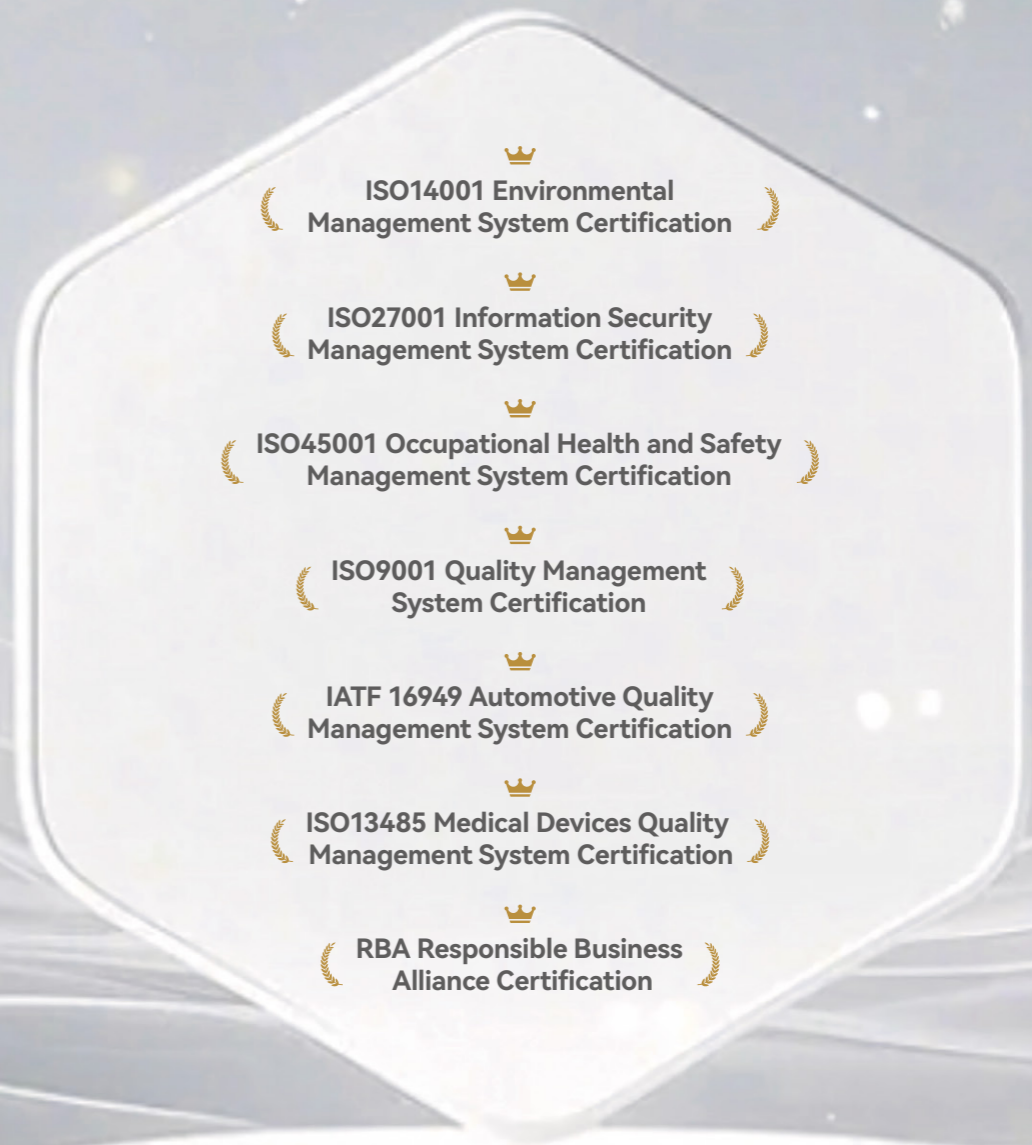 ISO14001 Environmental
Management System Certification
ISO27001 Information Security
Management System Certification
ISO45001 Occupational Health and Safety
Management System Certification
ISO9001 Quality Management
System Certification
IATF 16949 Automotive Quality
Management System Certification
ISO13485 Medical Devices Quality
Management System Certification
RBA Responsible Business
Alliance Certification